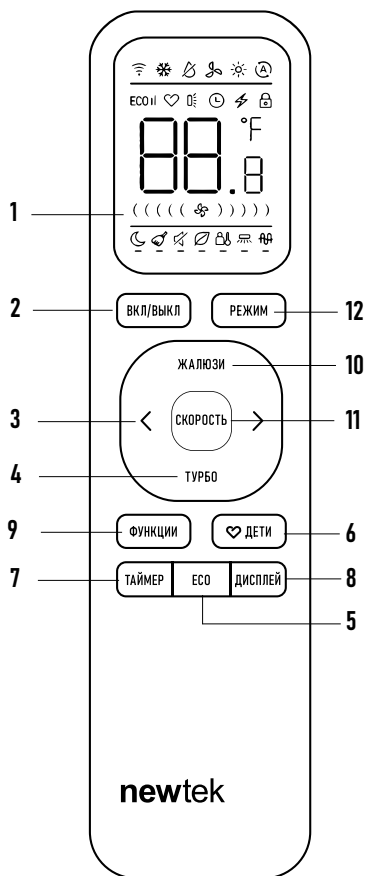 ECO
88.8 °F
1
2 ВКЛ/ВЫКЛ РЕЖИМ 12
ЖАЛЮЗИ 10
3 < СКОРОСТЬ > 11
4 ТУРБО
9 ФУНКЦИИ ДЕТИ 6
7 ТАЙМЕР ECO ДИСПЛЕЙ 8
5
newtek